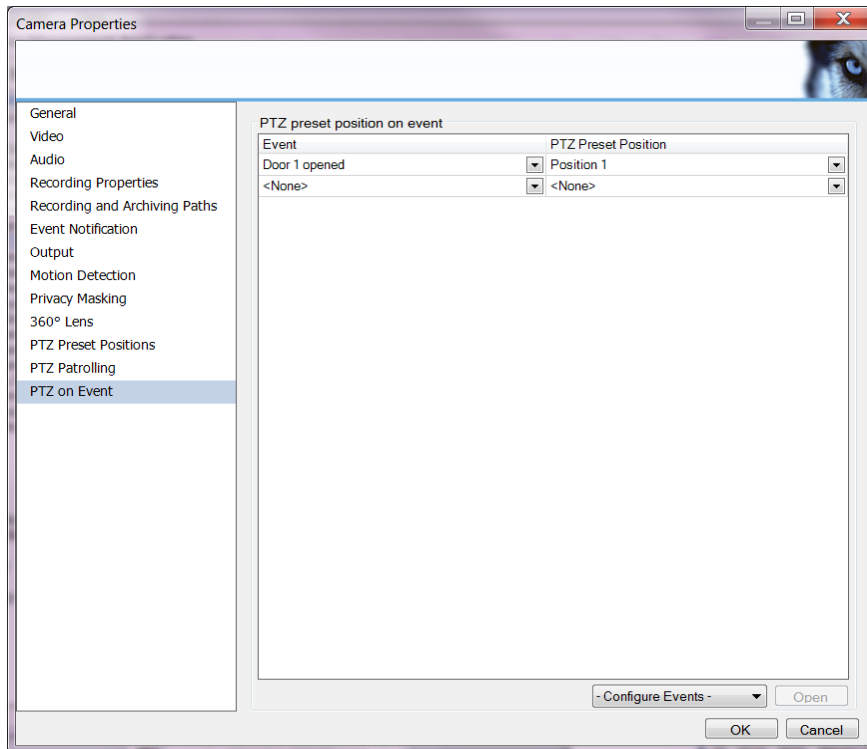 Camera Properties
General
Video
Audio
Recording Properties
Recording and Archiving Paths
Event Notification
Output
Motion Detection
Privacy Masking
360° Lens
PTZ Preset Positions
PTZ Patrolling
PTZ on Event
PTZ preset position on event
Event PTZ Preset Position
Door 1 opened Position 1
<None> <None>
- Configure Events - Open
OK Cancel